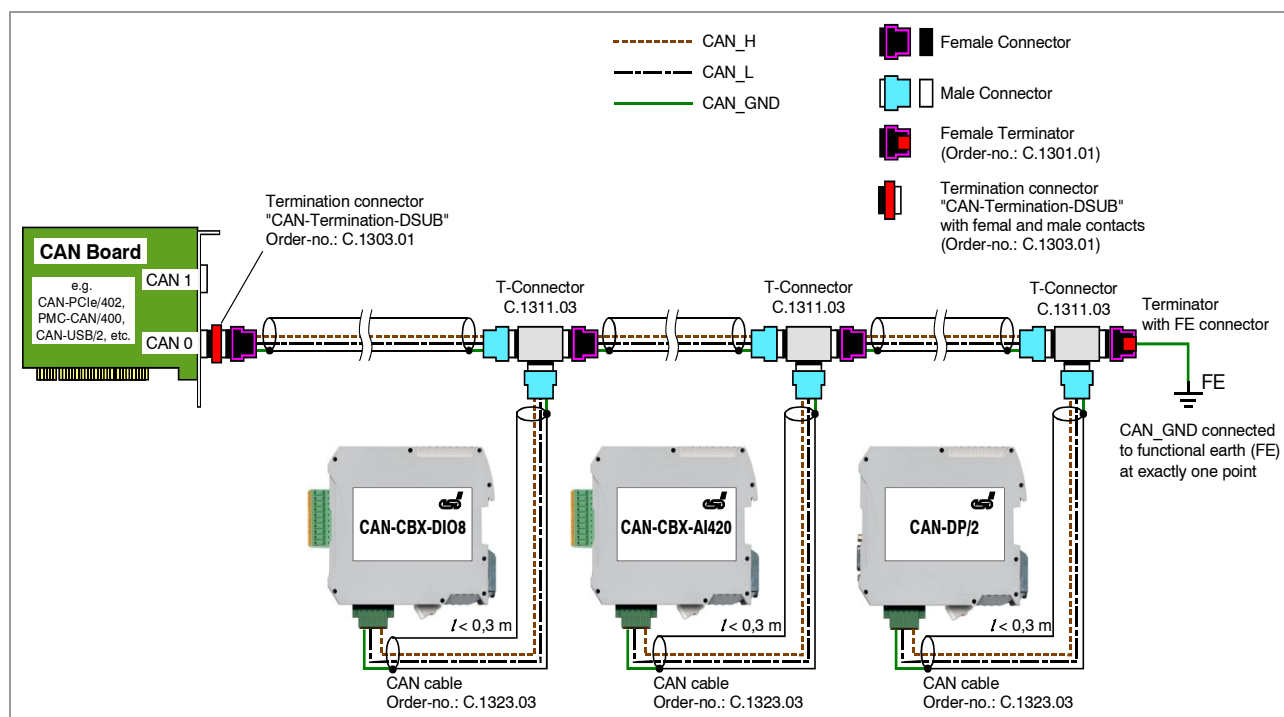 CAN_H
CAN_L
CAN_GND
Female Connector
Male Connector
Female Terminator
(Order-no.: C.1301.01)
Termination connector
"CAN-Termination-DSUB"
with femal and male contacts
(Order-no.: C.1303.01)
Termination connector
"CAN-Termination-DSUB"
Order-no.: C.1303.01
CAN Board
e.g.
CAN-PCIe/402,
PMC-CAN/400,
CAN-USB/2, etc.
CAN 1
CAN 0
T-Connector
C.1311.03
T-Connector
C.1311.03
T-Connector
C.1311.03
Terminator
with FE connector
FE
CAN_GND connected
to functional earth (FE)
at exactly one point
esd
CAN-CBX-DIO8
esd
CAN-CBX-AI420
esd
CAN-DP/2
l < 0,3 m
l < 0,3 m
l < 0,3 m
CAN cable
Order-no.: C.1323.03
CAN cable
Order-no.: C.1323.03
CAN cable
Order-no.: C.1323.03